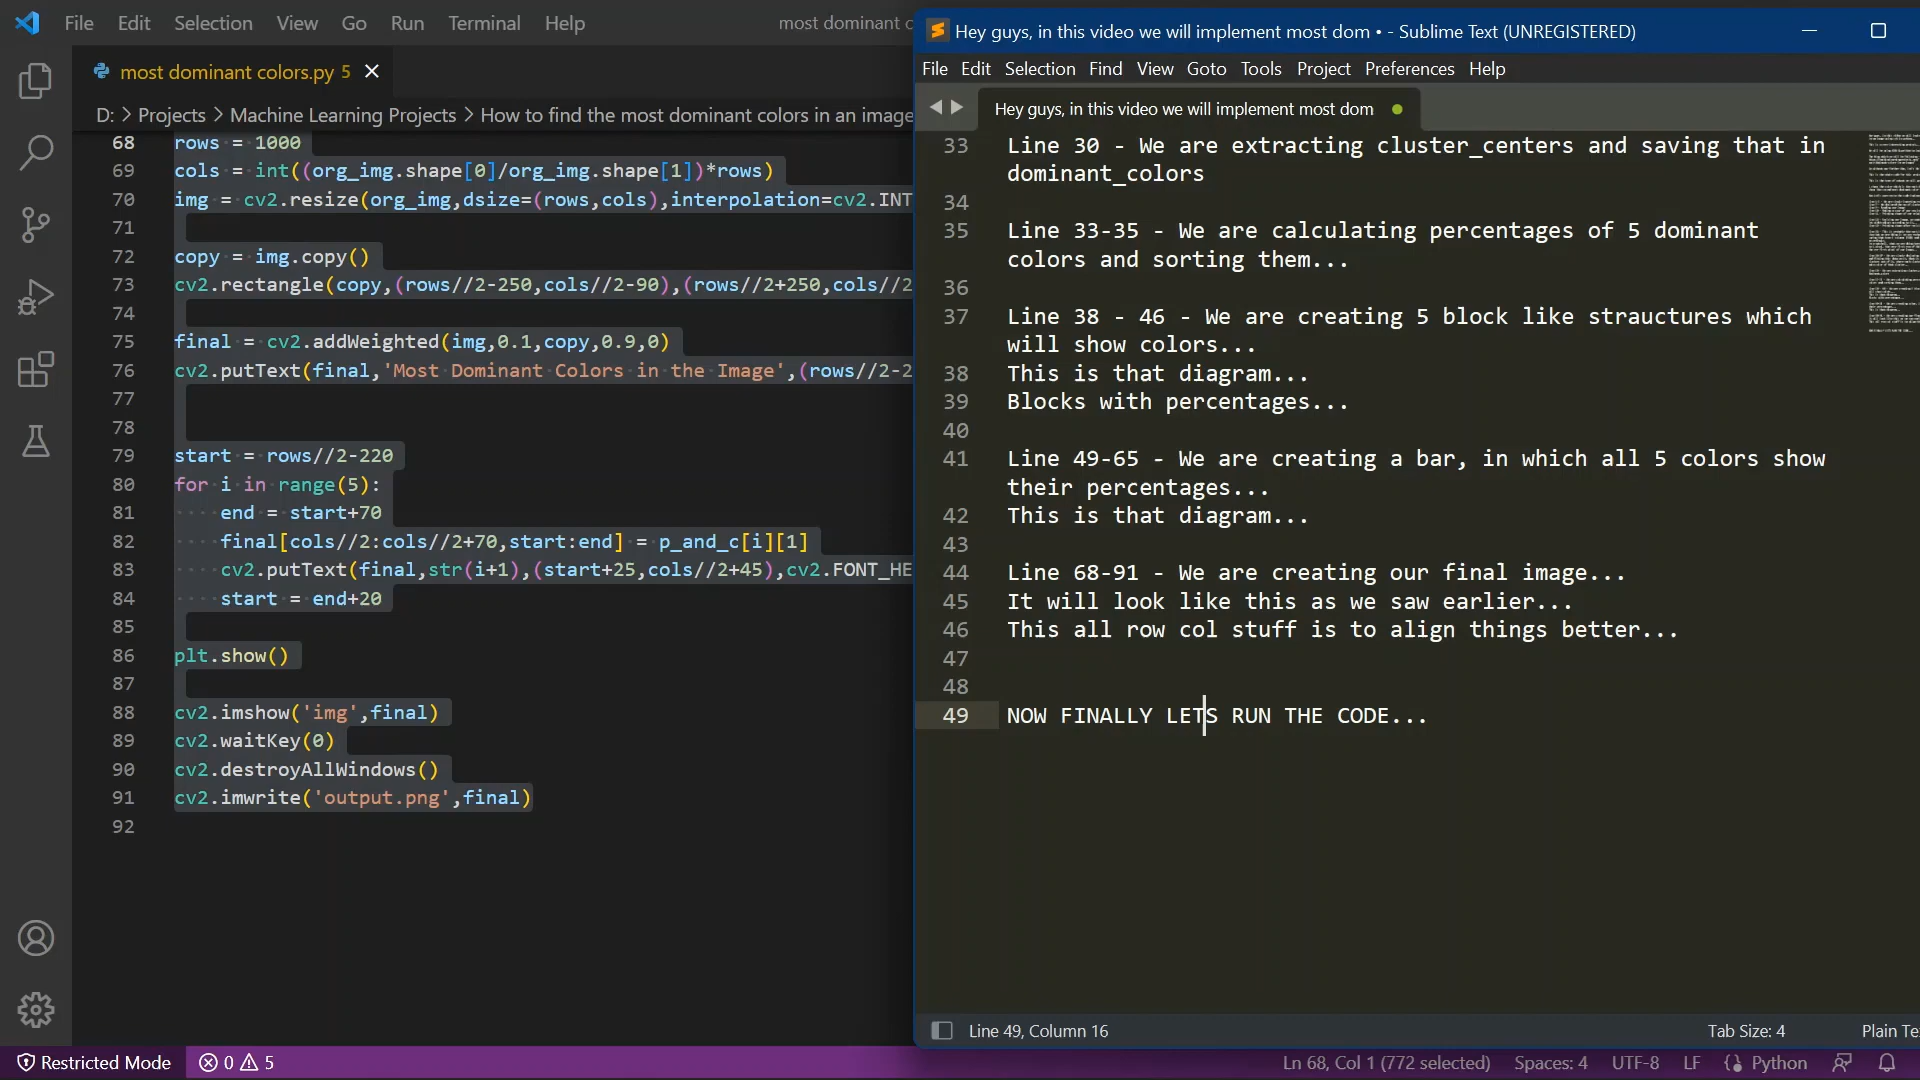 File Edit Selection View Go Run Terminal Help
most dominant c
most dominant colors.py 5
D: > Projects > Machine Learning Projects > How to find the most dominant colors in an image
68 rows = 1000
69 cols = int((org_img.shape[0]/org_img.shape[1])*rows)
70 img = cv2.resize(org_img,dsize=(rows,cols),interpolation=cv2.INT
71
72 copy = img.copy()
73 cv2.rectangle(copy,(rows//2-250,cols//2-90),(rows//2+250,cols//2
74
75 final = cv2.addWeighted(img,0.1,copy,0.9,0)
76 cv2.putText(final,'Most Dominant Colors in the Image',(rows//2-2
77
78
79 start = rows//2-220
80 for i in range(5):
81 end = start+70
82 final[cols//2:cols//2+70,start:end] = p_and_c[i][1]
83 cv2.putText(final,str(i+1),(start+25,cols//2+45),cv2.FONT_HE
84 start = end+20
85
86 plt.show()
87
88 cv2.imshow('img',final)
89 cv2.waitKey(0)
90 cv2.destroyAllWindows()
91 cv2.imwrite('output.png',final)
92
Restricted Mode 0 5
Hey guys, in this video we will implement most dom • - Sublime Text (UNREGISTERED)
File Edit Selection Find View Goto Tools Project Preferences Help
Hey guys, in this video we will implement most dom
33 Line 30 - We are extracting cluster_centers and saving that in
dominant_colors
34
35 Line 33-35 - We are calculating percentages of 5 dominant
colors and sorting them...
36
37 Line 38 - 46 - We are creating 5 block like strauctures which
will show colors...
38 This is that diagram...
39 Blocks with percentages...
40
41 Line 49-65 - We are creating a bar, in which all 5 colors show
their percentages...
42 This is that diagram...
43
44 Line 68-91 - We are creating our final image...
45 It will look like this as we saw earlier...
46 This all row col stuff is to align things better...
47
48
49 NOW FINALLY LETS RUN THE CODE...
Line 49, Column 16 Tab Size: 4 Plain Te
Ln 68, Col 1 (772 selected) Spaces: 4 UTF-8 LF Python